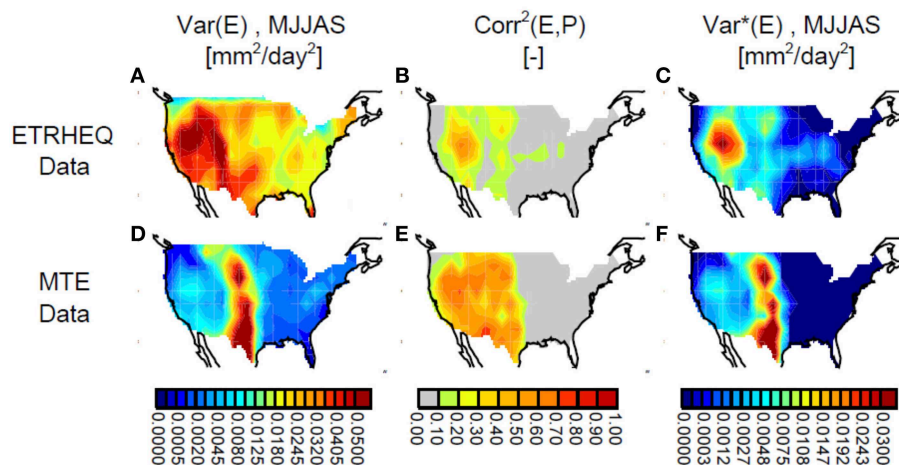 Var(E) , MJJAS
[mm²/day²]
Corr²(E,P)
[-]
Var*(E) , MJJAS
[mm²/day²]
A
B
C
ETRHEQ
Data
D
E
F
MTE
Data
0.0000
0.0005
0.0020
0.0045
0.0080
0.0125
0.0180
0.0245
0.0320
0.0405
0.0500
0.00
0.10
0.20
0.30
0.40
0.50
0.60
0.70
0.80
0.90
1.00
0.0000
0.0003
0.0012
0.0027
0.0048
0.0075
0.0108
0.0147
0.0192
0.0243
0.0300